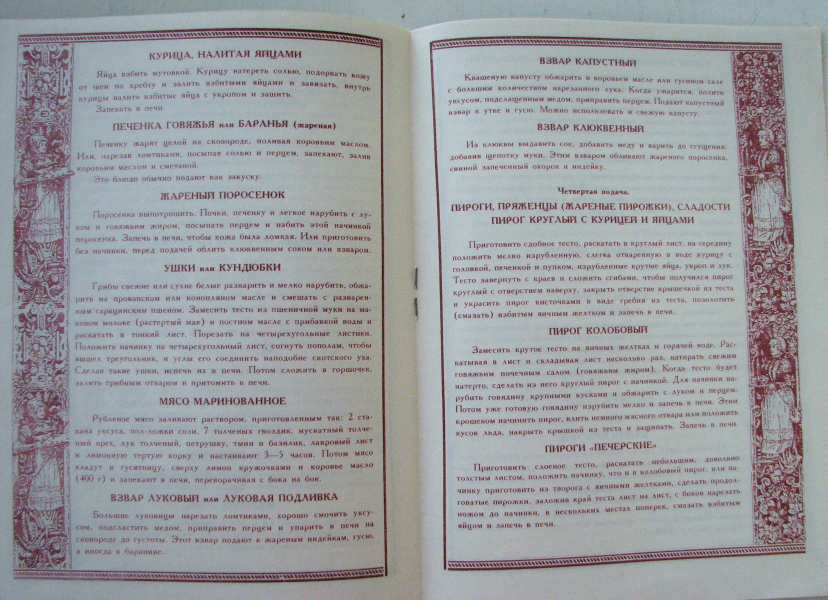 КУРИЦА, НАЛИТАЯ ЯЙЦАМИ
Яйца взбить мутовкой. Курицу натереть солью, подорвать кожу
от шеи по хребту и залить взбитыми яйцами и завязать, внутрь
курицы налить взбитые яйца с укропом и зашить.
Запекать в печи.
ПЕЧЕНКА ГОВЯЖЬЯ или БАРАНЬЯ (жареная)
Печенку жарят целой на сковороде, поливая коровьим маслом.
Или, нарезав ломтиками, посыпав солью и перцем, запекают, залив
коровьим маслом и сметаной.
Это блюдо обычно подают как закуску.
ЖАРЕНЫЙ ПОРОСЕНОК
Поросенка выпотрошить. Почки, печенку и легкое изрубить с лу-
ком и говяжьим жиром, посыпать перцем и набить этой начинкой
поросенка. Запечь в печи, чтобы кожа была ломкая. Или приготовить
без начинки, перед подачей облить клюквенным соком или взваром.
УШКИ или КУНДЮБКИ
Грибы свежие или сухие белые разварить и мелко нарубить, обжа-
рить на прованском или конопляном масле и смешать с разварен-
ным сарацинским пшеном. Заместить тесто из пшеничной муки на ма-
ковом молоке (растертый мак) и постном масле с прибавкой воды и
раскатать в тонкий лист. Порезать на четырехугольные листики.
Положить начинку на четырехугольный лист, согнуть пополам, чтобы
вышел треугольник, и углы его соединить наподобие скотского уха.
Сделав такие ушки, испечь их в печи. Потом сложить в горшочек,
залить грибным отваром и притомить в печи.
МЯСО МАРИНОВАННОЕ
Рубленое мясо заливают раствором, приготовленным так: 2 ста-
кана уксуса, пол-ложки соли, 7 толченых гвоздик, мускатный толче-
ный орех, лук толченый, петрушку, тмин и базилик, лавровый лист
и лимонную тертую корку и настаивают 3—5 часов. Потом мясо
кладут в гусятницу, сверху лимон кружочками и коровье масло
(400 г) и запекают в печи, переворачивая с бока на бок.
ВЗВАР ЛУКОВЫЙ или ЛУКОВАЯ ПОДЛИВКА
Большие луковицы нарезать ломтиками, хорошо смочить уксу-
сом, подсластить медом, приправить перцем и упарить в печи на
сковороде до густоты. Этот взвар подают к жареным индейкам, гусю,
а иногда к баранине.
ВЗВАР КАПУСТНЫЙ
Квашеную капусту обжарить в коровьем масле или гусином сале
с большим количеством нарезанного лука. Когда ужарится, полить
уксусом, подслащенным медом, приправить перцем. Подают капустный
взвар к утке и гусю. Можно использовать и свежую капусту.
ВЗВАР КЛЮКВЕННЫЙ
Из клюквы выдавить сок, добавить меду и варить до сгущения,
добавив щепотку муки. Этим взваром обливают жареного поросенка,
свиной запеченный окорок и индейку.
Четвертая подача.
ПИРОГИ, ПРЯЖЕНЦЫ (ЖАРЕНЫЕ ПИРОЖКИ), СЛАДОСТИ
ПИРОГ КРУГЛЫЙ С КУРИЦЕЙ И ЯЙЦАМИ
Приготовить сдобное тесто, раскатать в круглый лист, на середину
положить мелко изрубленную, слегка отваренную в воде курицу с
головкой, печенкой и пупком, изрубленные крутые яйца, укроп и лук.
Тесто завернуть с краев и сложить сгибами, чтобы получился пирог
круглый с отверстием наверху, закрыть отверстие крышечкой из теста
и украсить пирог кисточками в виде гребня из теста, позолотить
(смазать) взбитым яичным желтком и запечь в печи.
ПИРОГ КОЛОБОВЫЙ
Заместить крутое тесто на яичных желтках и горячей воде. Рас-
катывая в лист и складывая лист несколько раз, натирать свежим
говяжьим почечным салом (говяжьим жиром). Когда тесто будет
натерто, сделать из него круглый пирог с начинкой. Для начинки на-
рубить говядину крупными кусками и обжарить с луком и перцем.
Потом уже готовую говядину изрубить мелко и запечь в печи. Этим
крошевом начинить пирог, влить немного мясного отвара или положить
кусок льда, накрыть крышкой из теста и защипать. Запечь в печи.
ПИРОГИ «ПЕЧЕРСКИЕ»
Приготовить слоеное тесто, раскатать небольшим, довольно
толстым листом, положить начинку, что и в колобовый пирог, или на-
чинку приготовить из творога с яичными желтками, сделать продол-
говатые пирожки, заложив край теста на лист, с боков нарезать
ножом до начинки, в нескольких местах поперек, смазать взбитым
яйцом и запечь в печи.